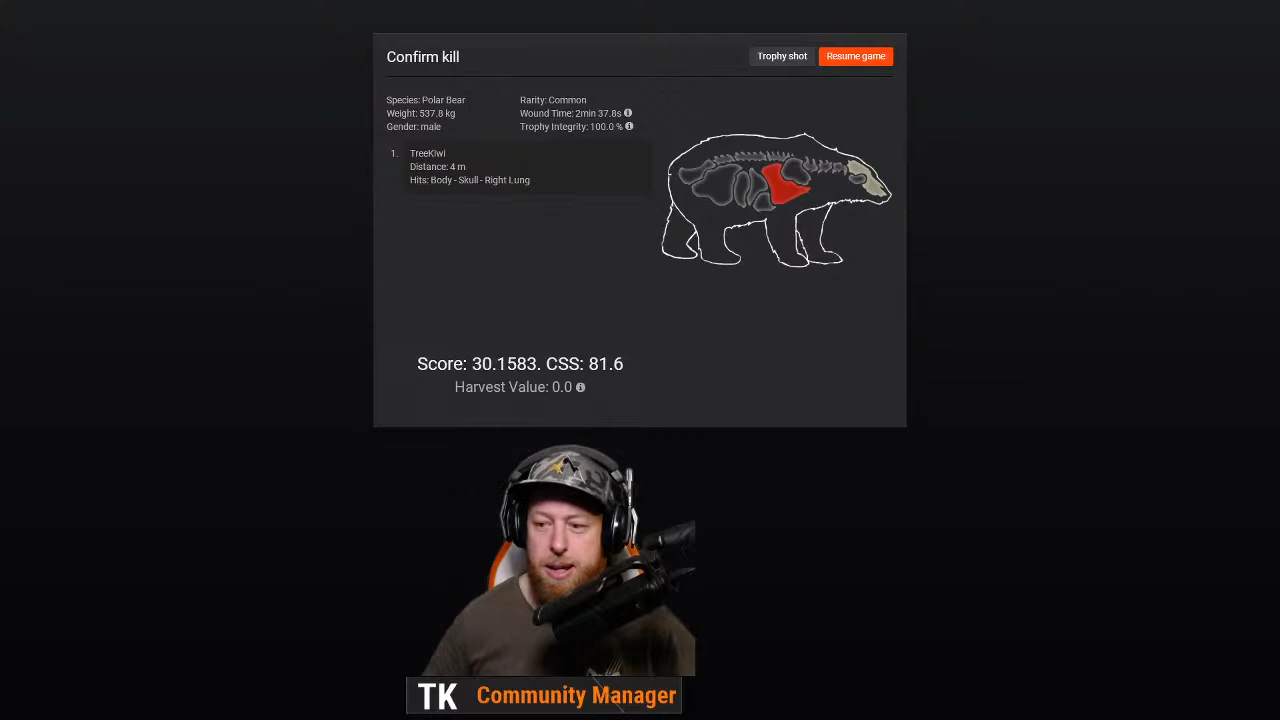 Confirm kill
Trophy shot
Resume game
Species: Polar Bear
Weight: 537.8 kg
Gender: male
Rarity: Common
Wound Time: 2min 37.8s
Trophy Integrity: 100.0 %
1. TreeKiwi
Distance: 4 m
Hits: Body - Skull - Right Lung
Score: 30.1583. CSS: 81.6
Harvest Value: 0.0
TK Community Manager